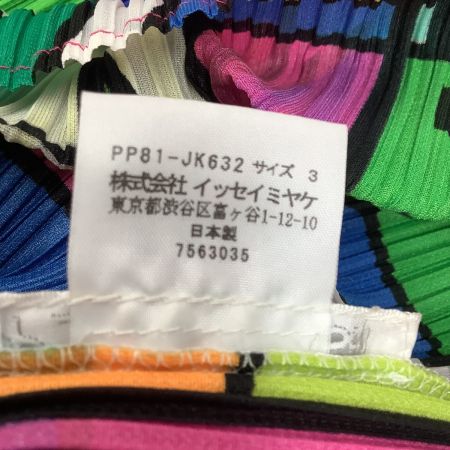 PP81-JK632 サイズ 3
株式会社 イッセイミヤケ
東京都渋谷区富ヶ谷1-12-10
日本製
7563035